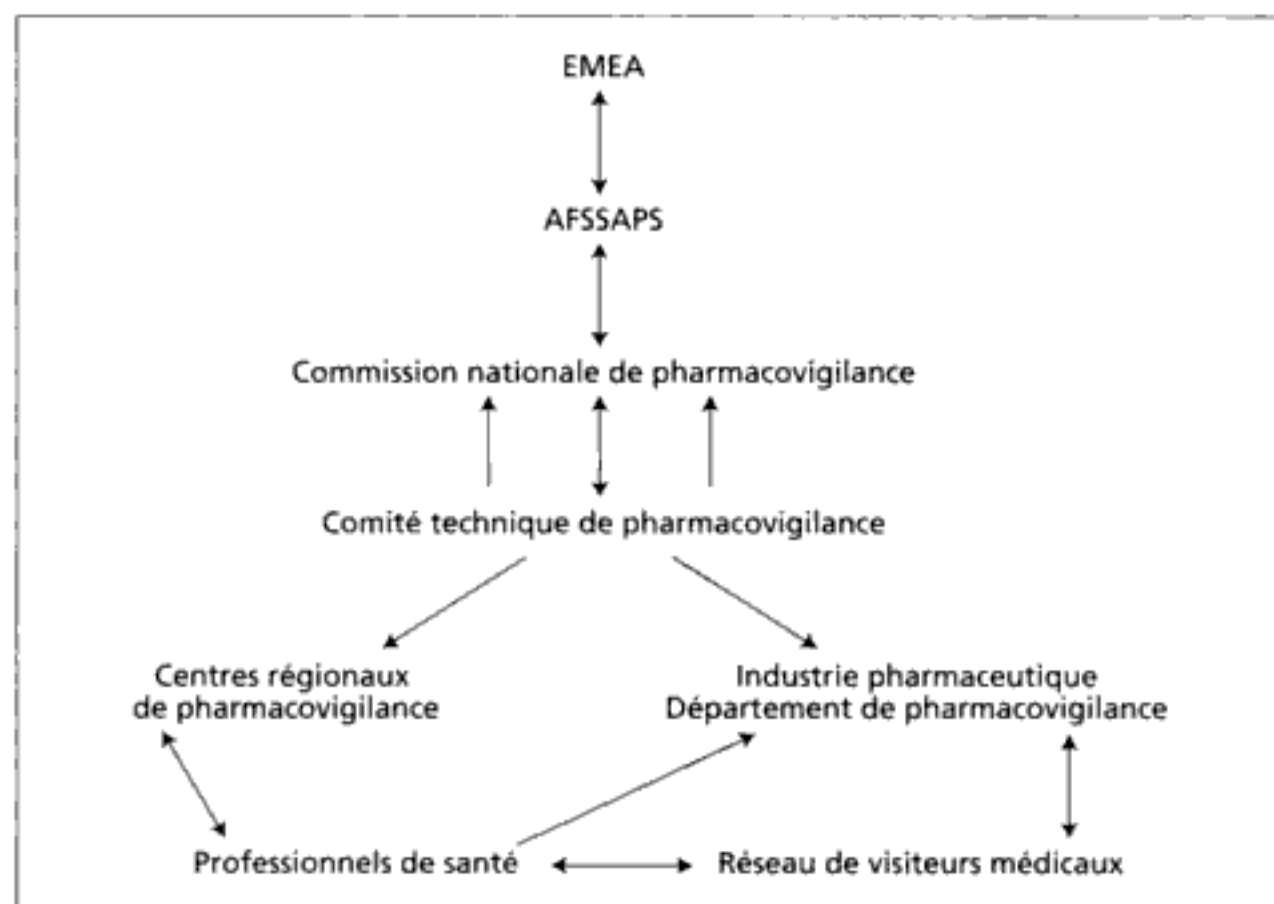 EMEA
AFSSAPS
Commission nationale de pharmacovigilance
Comité technique de pharmacovigilance
Centres régionaux
de pharmacovigilance
Industrie pharmaceutique
Département de pharmacovigilance
Professionnels de santé
Réseau de visiteurs médicaux